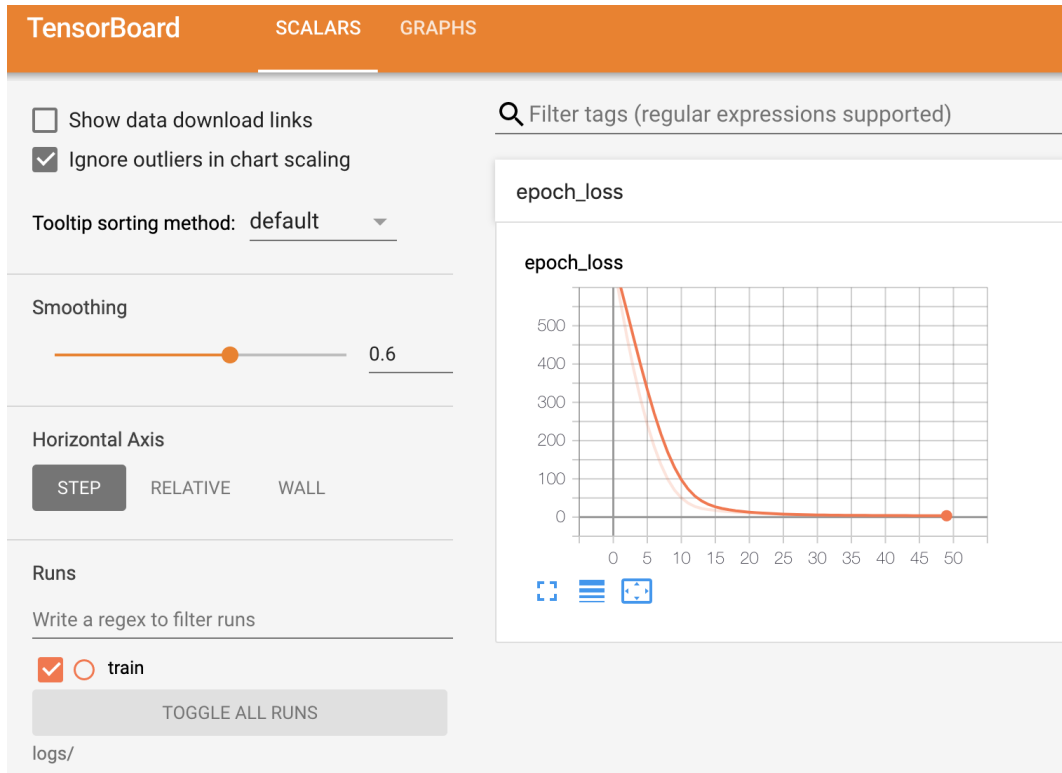 TensorBoard SCALARS GRAPHS
Show data download links
Ignore outliers in chart scaling
Tooltip sorting method: default
Smoothing
0.6
Horizontal Axis
STEP RELATIVE WALL
Runs
Write a regex to filter runs
train
TOGGLE ALL RUNS
logs/
Filter tags (regular expressions supported)
epoch_loss
epoch_loss
500
400
300
200
100
0
0 5 10 15 20 25 30 35 40 45 50